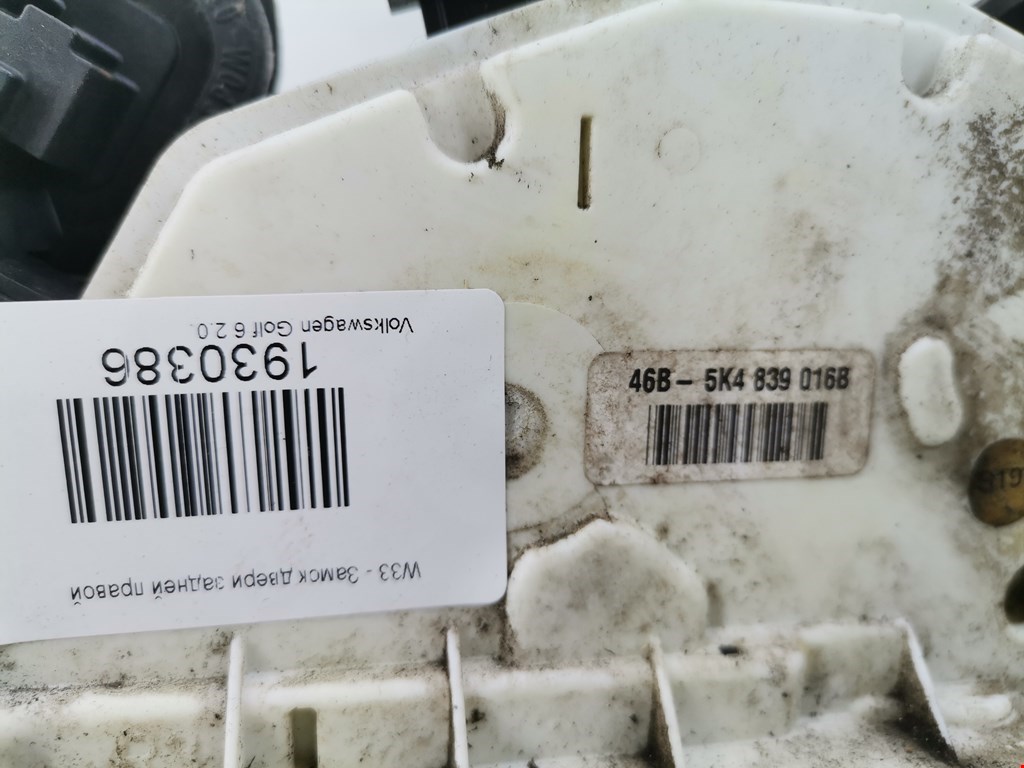 Volkswagen Golf 6 2.0
1930386
W33 - Замок двери задней правой
46B - 5K4 839 016B